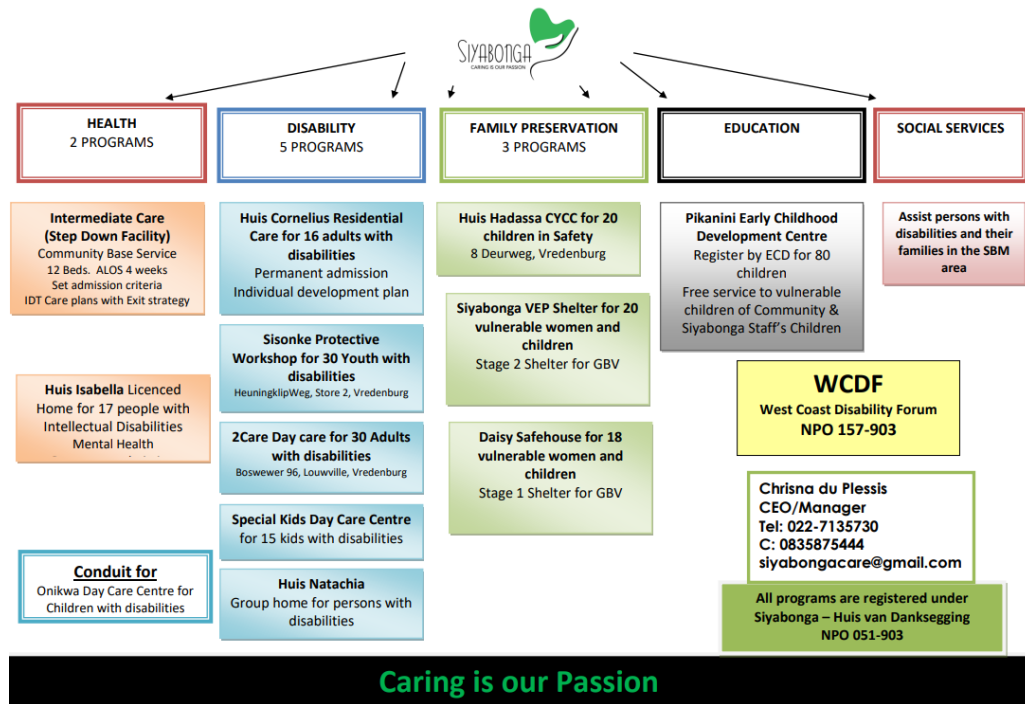 SIYABONGA
CARING IS OUR PASSION
HEALTH
2 PROGRAMS
DISABILITY
5 PROGRAMS
FAMILY PRESERVATION
3 PROGRAMS
EDUCATION
SOCIAL SERVICES
Intermediate Care
(Step Down Facility)
Community Base Service
12 Beds. ALOS 4 weeks
Set admission criteria
IDT Care plans with Exit strategy
Huis Isabella Licenced
Home for 17 people with
Intellectual Disabilities
Mental Health
Conduit for
Onikwa Day Care Centre for
Children with disabilities
Huis Cornelius Residential
Care for 16 adults with
disabilities
Permanent admission
Individual development plan
Sisonke Protective
Workshop for 30 Youth with
disabilities
HeuningklipWeg, Store 2, Vredenburg
2Care Day care for 30 Adults
with disabilities
Boswewer 96, Louwville, Vredenburg
Special Kids Day Care Centre
for 15 kids with disabilities
Huis Natachia
Group home for persons with
disabilities
Huis Hadassa CYCC for 20
children in Safety
8 Deurweg, Vredenburg
Siyabonga VEP Shelter for 20
vulnerable women and
children
Stage 2 Shelter for GBV
Daisy Safehouse for 18
vulnerable women and
children
Stage 1 Shelter for GBV
Pikanini Early Childhood
Development Centre
Register by ECD for 80
children
Free service to vulnerable
children of Community &
Siyabonga Staff's Children
Assist persons with
disabilities and their
families in the SBM
area
WCDF
West Coast Disability Forum
NPO 157-903
Chrisna du Plessis
CEO/Manager
Tel: 022-7135730
C: 0835875444
siyabongacare@gmail.com
All programs are registered under
Siyabonga – Huis van Danksegging
NPO 051-903
Caring is our Passion